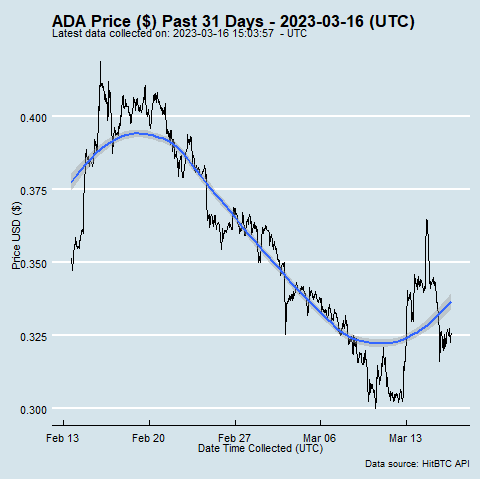 ADA Price ($) Past 31 Days - 2023-03-16 (UTC)
Latest data collected on: 2023-03-16 15:03:57  - UTC
Price USD ($)
0.400
0.375
0.350
0.325
0.300
Feb 13
Feb 20
Feb 27
Mar 06
Mar 13
Date Time Collected (UTC)
Data source: HitBTC API